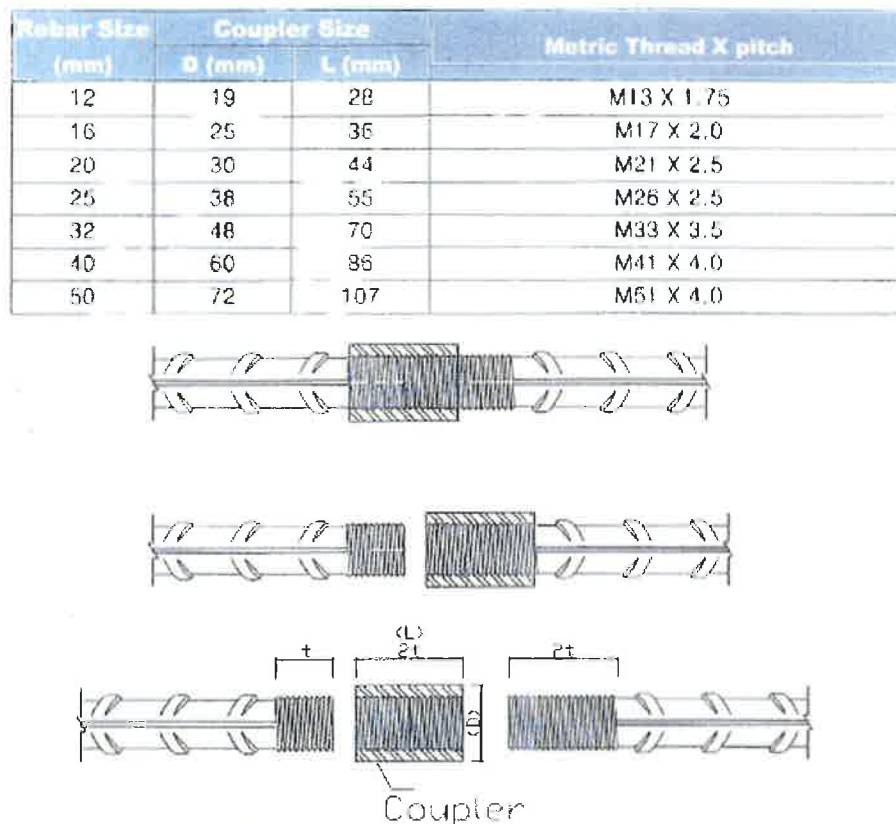 Rebar Size Coupler Size Metric Thread X pitch
(mm) D (mm) L (mm)
12 19 28 M13 X 1.75
16 25 36 M17 X 2.0
20 30 44 M21 X 2.5
25 38 55 M26 X 2.5
32 48 70 M33 X 3.5
40 60 86 M41 X 4.0
50 72 107 M51 X 4.0
(L)
t 2t 2t
(D)
Coupler